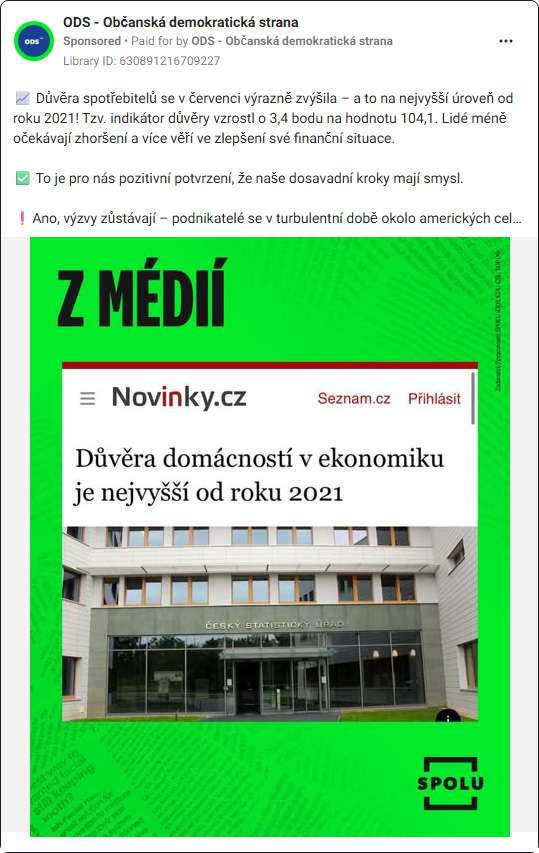 ODS - Občanská demokratická strana
Sponsored • Paid for by ODS - Občanská demokratická strana
Library ID: 630891216709227
📈 Důvěra spotřebitelů se v červenci výrazně zvýšila – a to na nejvyšší úroveň od
roku 2021! Tzv. indikátor důvěry vzrostl o 3,4 bodu na hodnotu 104,1. Lidé méně
očekávají zhoršení a více věří ve zlepšení své finanční situace.
✅ To je pro nás pozitivní potvrzení, že naše dosavadní kroky mají smysl.
❗ Ano, výzvy zůstávají – podnikatelé se v turbulentní době okolo amerických cel…
ODS
Z MÉDIÍ
Novinky.cz
Seznam.cz Přihlásit
Důvěra domácností v ekonomiku
je nejvyšší od roku 2021
ČESKÝ STATISTICKÝ ÚŘAD
SPOLU